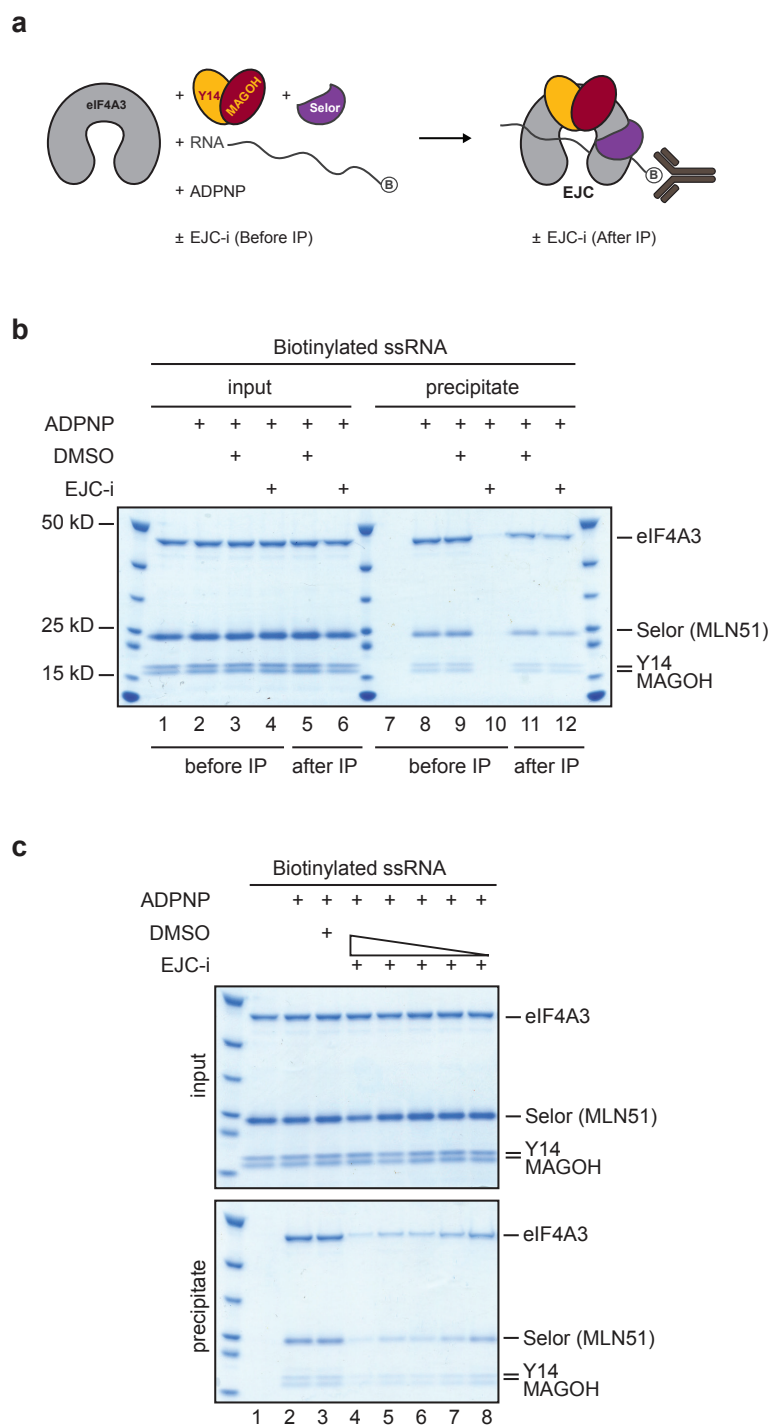 a
eIF4A3
+ Y14 MAGOH + Selor
+ RNA B
+ ADPNP
± EJC-i (Before IP)
EJC
B
± EJC-i (After IP)
b
Biotinylated ssRNA
input precipitate
ADPNP + + + + + + + + + +
DMSO + + + +
EJC-i + + + +
50 kD
25 kD
15 kD
eIF4A3
Selor (MLN51)
Y14
MAGOH
1 2 3 4 5 6 7 8 9 10 11 12
before IP after IP before IP after IP
c
Biotinylated ssRNA
ADPNP + + + + + + +
DMSO +
EJC-i + + + + +
input
eIF4A3
Selor (MLN51)
Y14
MAGOH
precipitate
eIF4A3
Selor (MLN51)
Y14
MAGOH
1 2 3 4 5 6 7 8